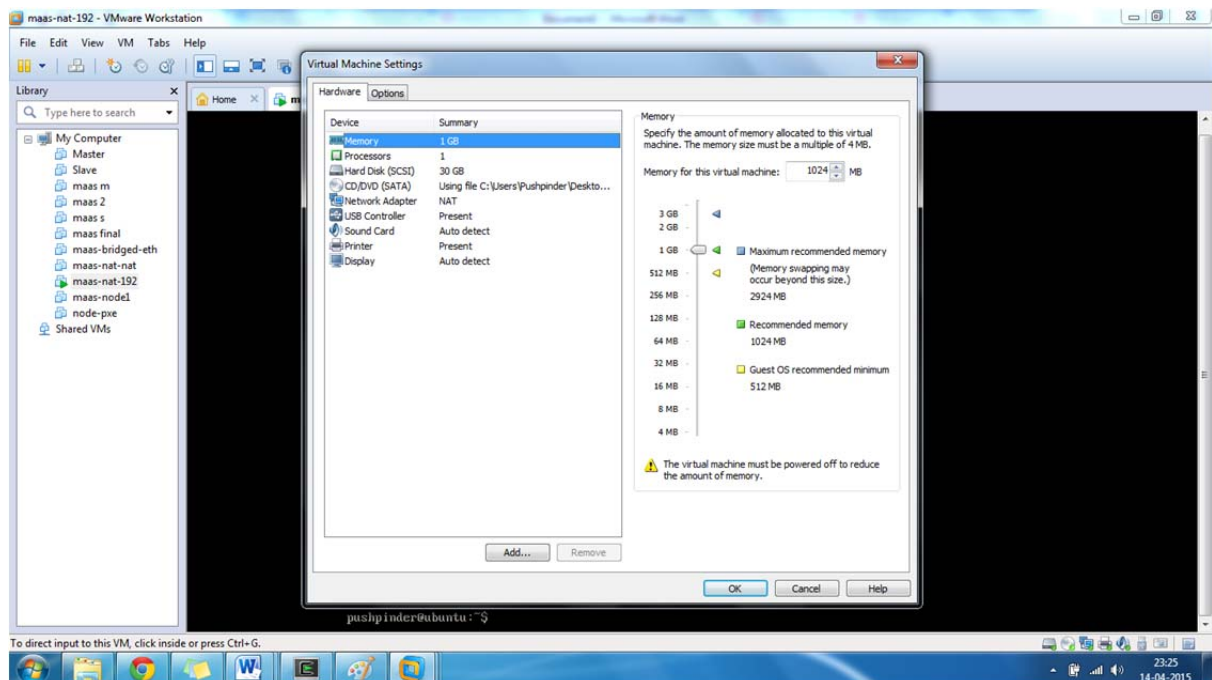 maas-nat-192 - VMware Workstation
File Edit View VM Tabs Help
Library
Type here to search
My Computer
Master
Slave
maas m
maas 2
maas s
maas final
maas-bridged-eth
maas-nat-nat
maas-nat-192
maas-node1
node-pxe
Shared VMs
Home
m
Virtual Machine Settings
Hardware Options
Device Summary
Memory 1 GB
Processors 1
Hard Disk (SCSI) 30 GB
CD/DVD (SATA) Using file C:\Users\Pushpinder\Deskto...
Network Adapter NAT
USB Controller Present
Sound Card Auto detect
Printer Present
Display Auto detect
Add... Remove
Memory
Specify the amount of memory allocated to this virtual
machine. The memory size must be a multiple of 4 MB.
Memory for this virtual machine: 1024 MB
3 GB
2 GB
1 GB
512 MB
256 MB
128 MB
64 MB
32 MB
16 MB
8 MB
4 MB
Maximum recommended memory
(Memory swapping may
occur beyond this size.)
2924 MB
Recommended memory
1024 MB
Guest OS recommended minimum
512 MB
The virtual machine must be powered off to reduce
the amount of memory.
OK Cancel Help
pushpinder@ubuntu:~$
To direct input to this VM, click inside or press Ctrl+G.
23:25
14-04-2015